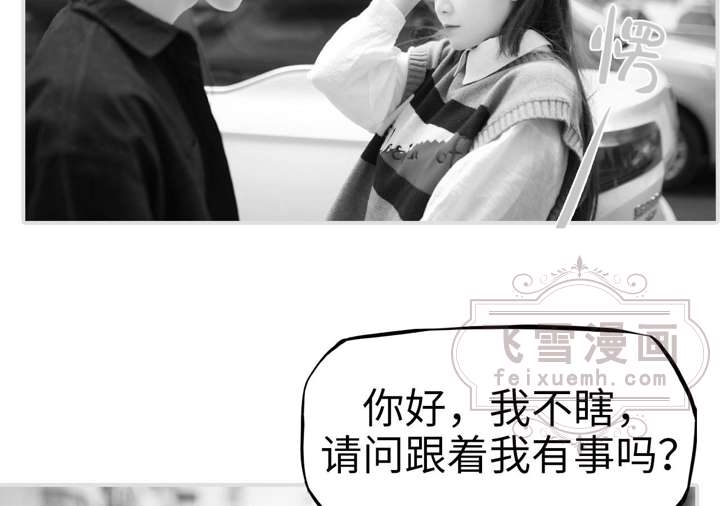 愣
飞雪漫画
feixuemh.com
你好，我不瞎，
请问跟着我有事吗？